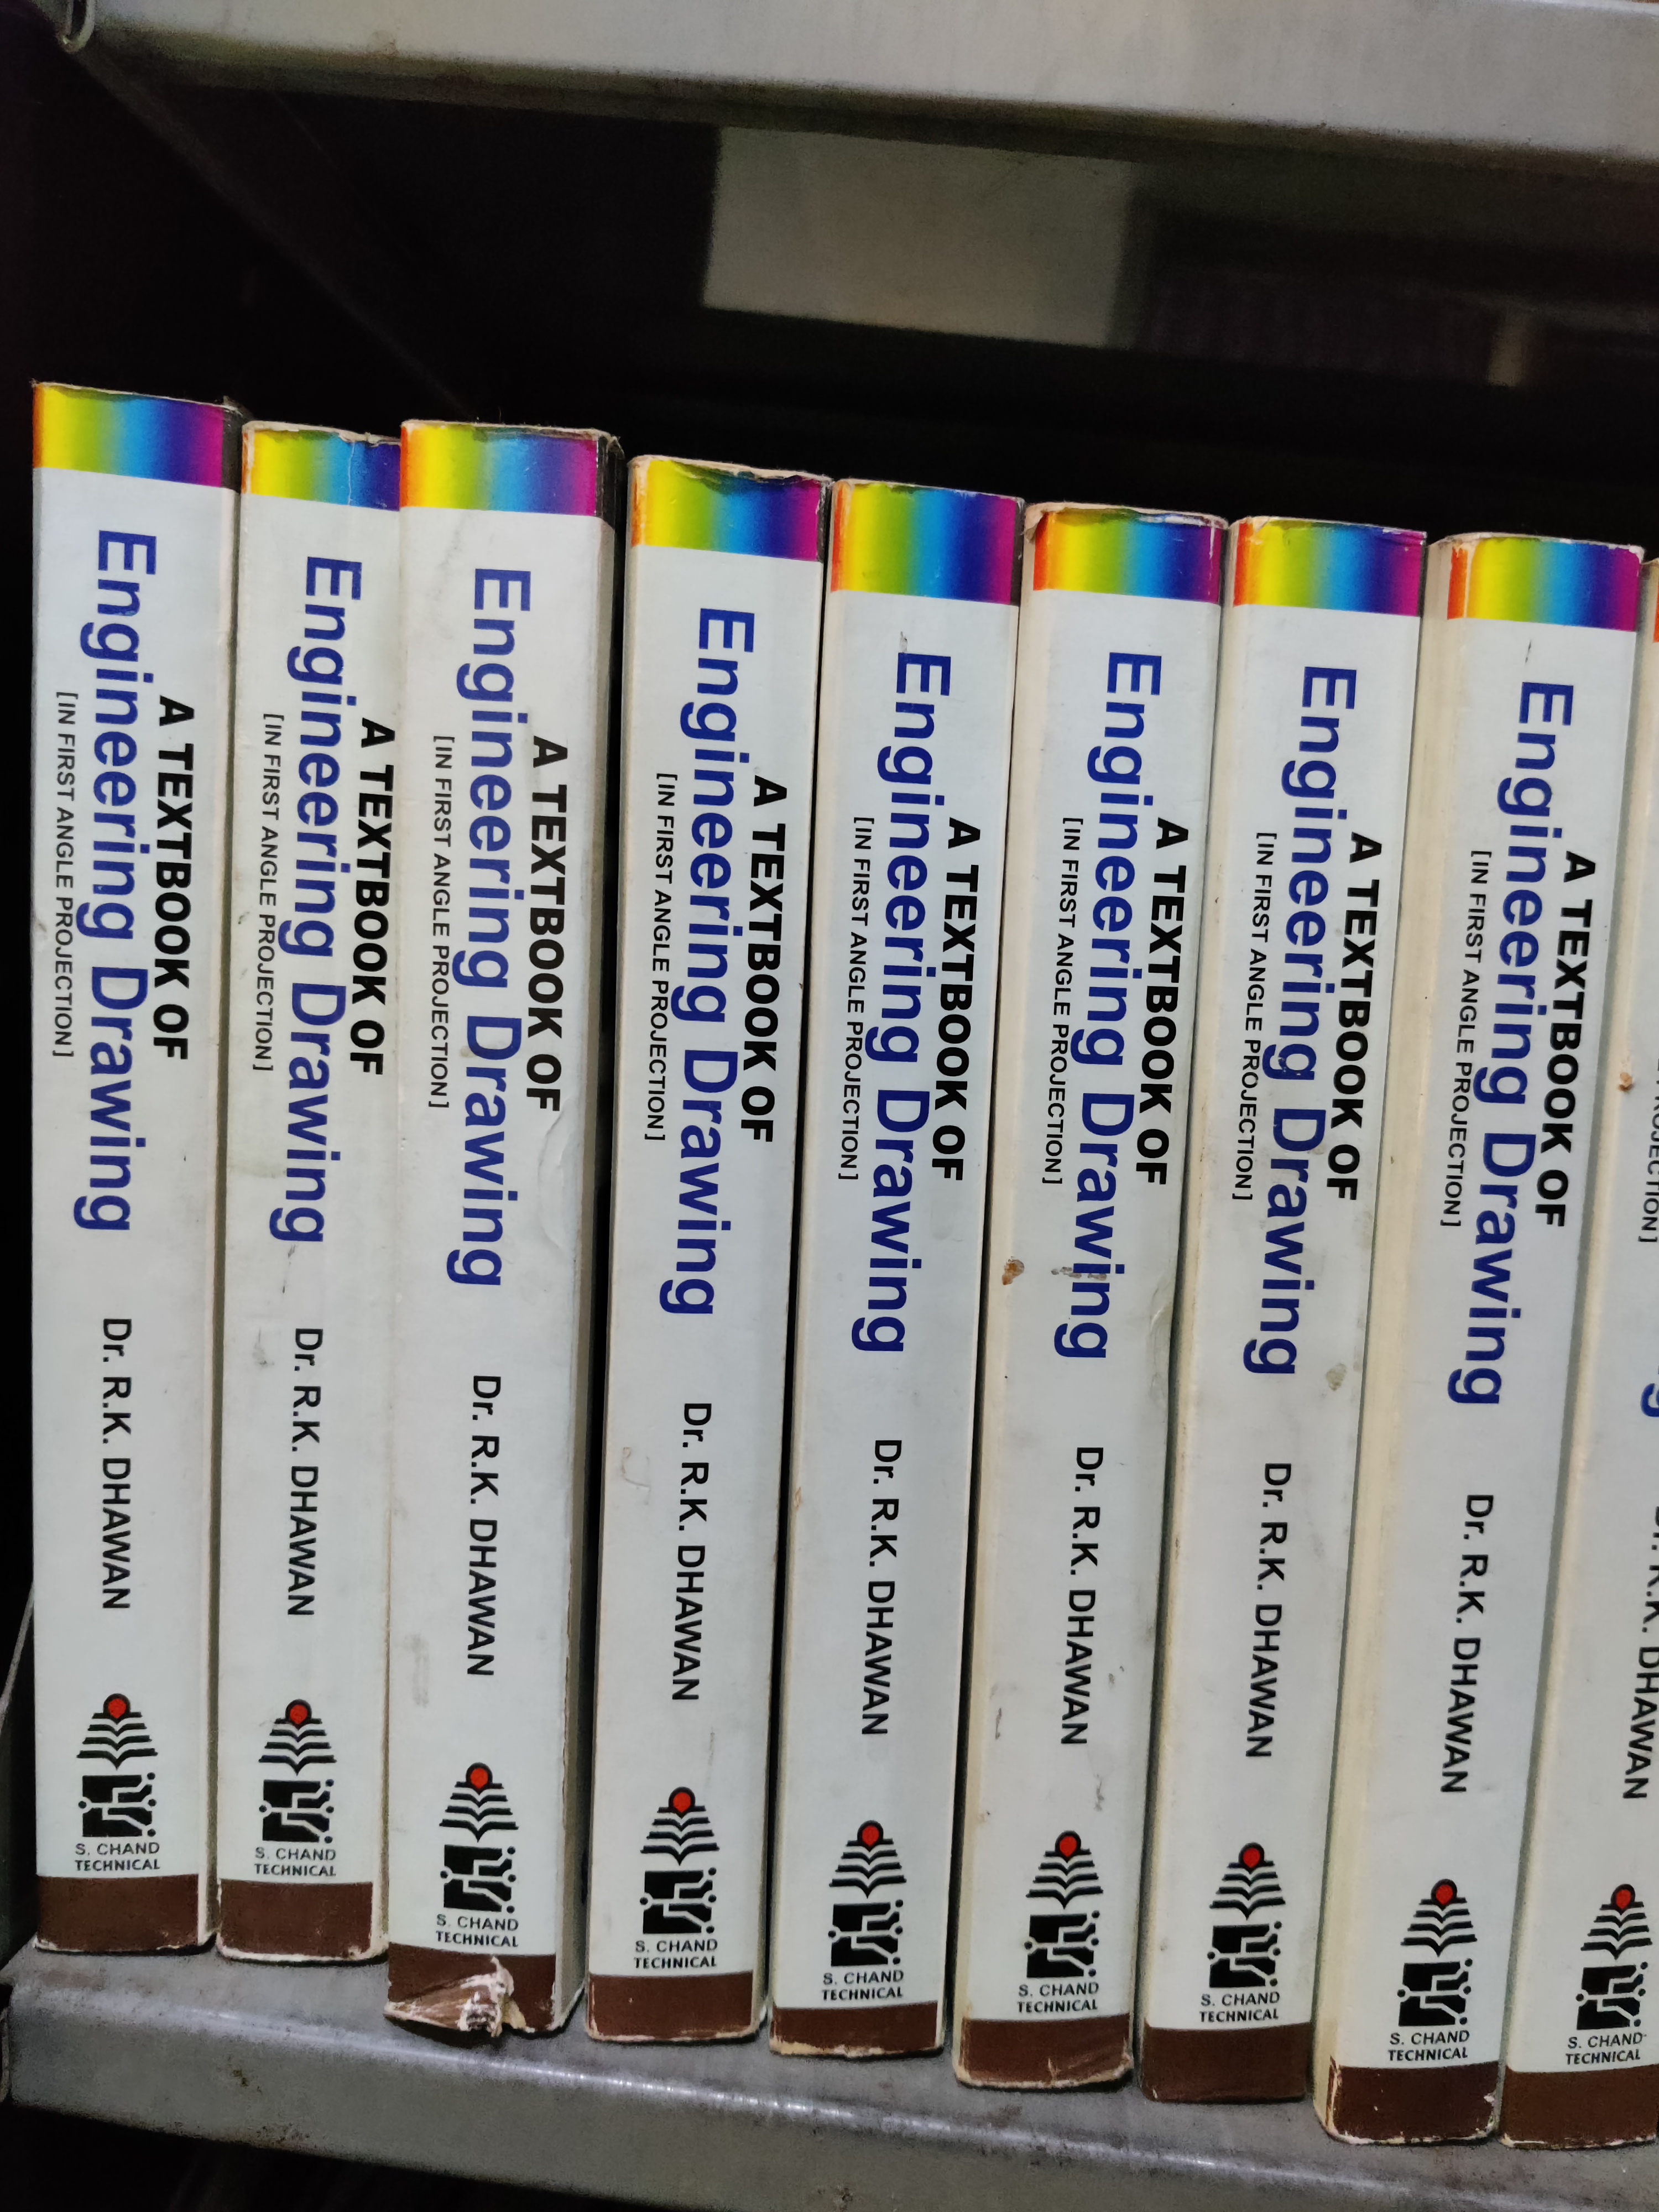 A TEXTBOOK OF
Engineering Drawing
[IN FIRST ANGLE PROJECTION]
Dr. R.K. DHAWAN
S. CHAND
TECHNICAL
A TEXTBOOK OF
Engineering Drawing
[IN FIRST ANGLE PROJECTION]
Dr. R.K. DHAWAN
S. CHAND
TECHNICAL
A TEXTBOOK OF
Engineering Drawing
[IN FIRST ANGLE PROJECTION]
Dr. R.K. DHAWAN
S. CHAND
TECHNICAL
A TEXTBOOK OF
Engineering Drawing
[IN FIRST ANGLE PROJECTION]
Dr. R.K. DHAWAN
S. CHAND
TECHNICAL
A TEXTBOOK OF
Engineering Drawing
[IN FIRST ANGLE PROJECTION]
Dr. R.K. DHAWAN
S. CHAND
TECHNICAL
A TEXTBOOK OF
Engineering Drawing
[IN FIRST ANGLE PROJECTION]
Dr. R.K. DHAWAN
S. CHAND
TECHNICAL
A TEXTBOOK OF
Engineering Drawing
[IN FIRST ANGLE PROJECTION]
Dr. R.K. DHAWAN
S. CHAND
TECHNICAL
A TEXTBOOK OF
Engineering Drawing
[IN FIRST ANGLE PROJECTION]
Dr. R.K. DHAWAN
S. CHAND
TECHNICAL
R.K. DHAWAN
S. CHAND
TECHNICAL